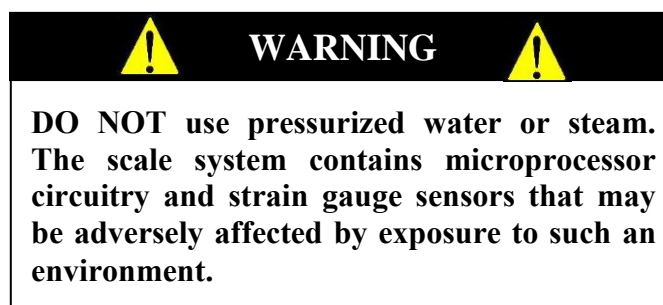 WARNING
DO NOT use pressurized water or steam.
The scale system contains microprocessor
circuitry and strain gauge sensors that may
be adversely affected by exposure to such an
environment.